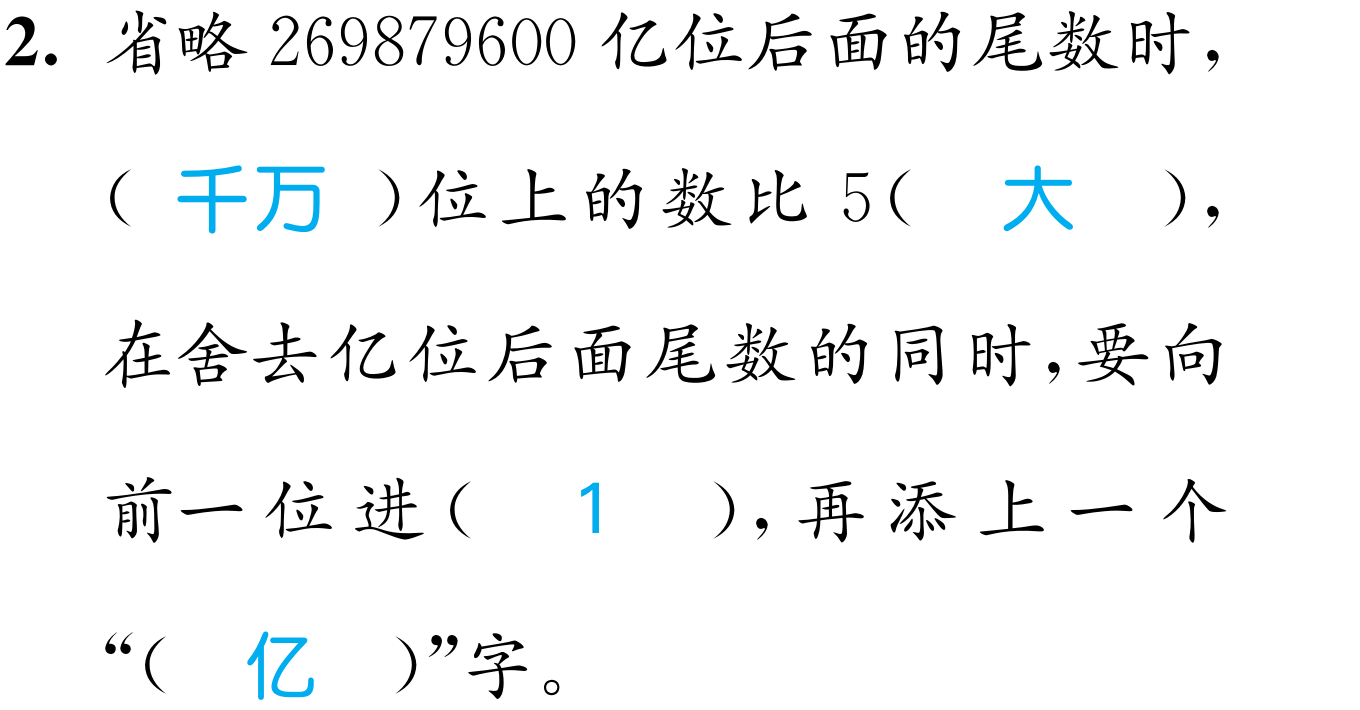 2. 省略 269879600 亿位后面的尾数时，
（ 千万 ）位上的数比 5（ 大 ），
在舍去亿位后面尾数的同时，要向
前一位进（ 1 ），再添上一个
“（ 亿 ）”字。